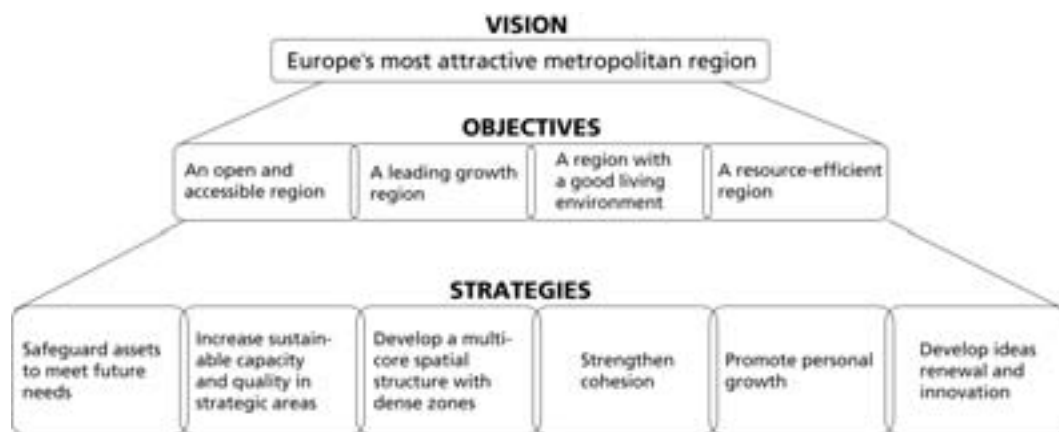 VISION
Europe's most attractive metropolitan region
OBJECTIVES
An open and
accessible region
A leading growth
region
A region with
a good living
environment
A resource-efficient
region
STRATEGIES
Safeguard assets
to meet future
needs
Increase sustain-
able capacity
and quality in
strategic areas
Develop a multi-
core spatial
structure with
dense zones
Strengthen
cohesion
Promote personal
growth
Develop ideas
renewal and
innovation